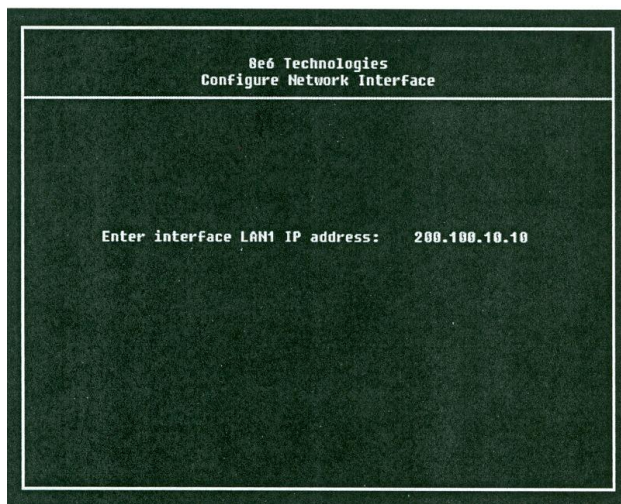 8e6 Technologies
Configure Network Interface
Enter interface LAN1 IP address: 200.100.10.10